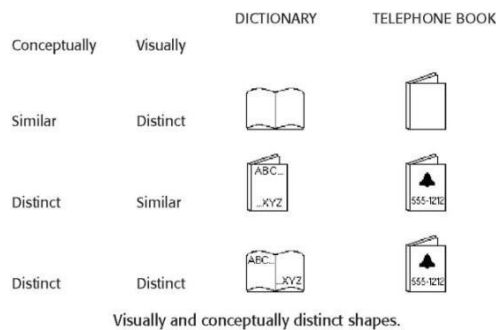 DICTIONARY TELEPHONE BOOK
Conceptually Visually
Similar Distinct
Distinct Similar
ABC...
...XYZ
555-1212
Distinct Distinct
ABC...
...XYZ
555-1212
Visually and conceptually distinct shapes.